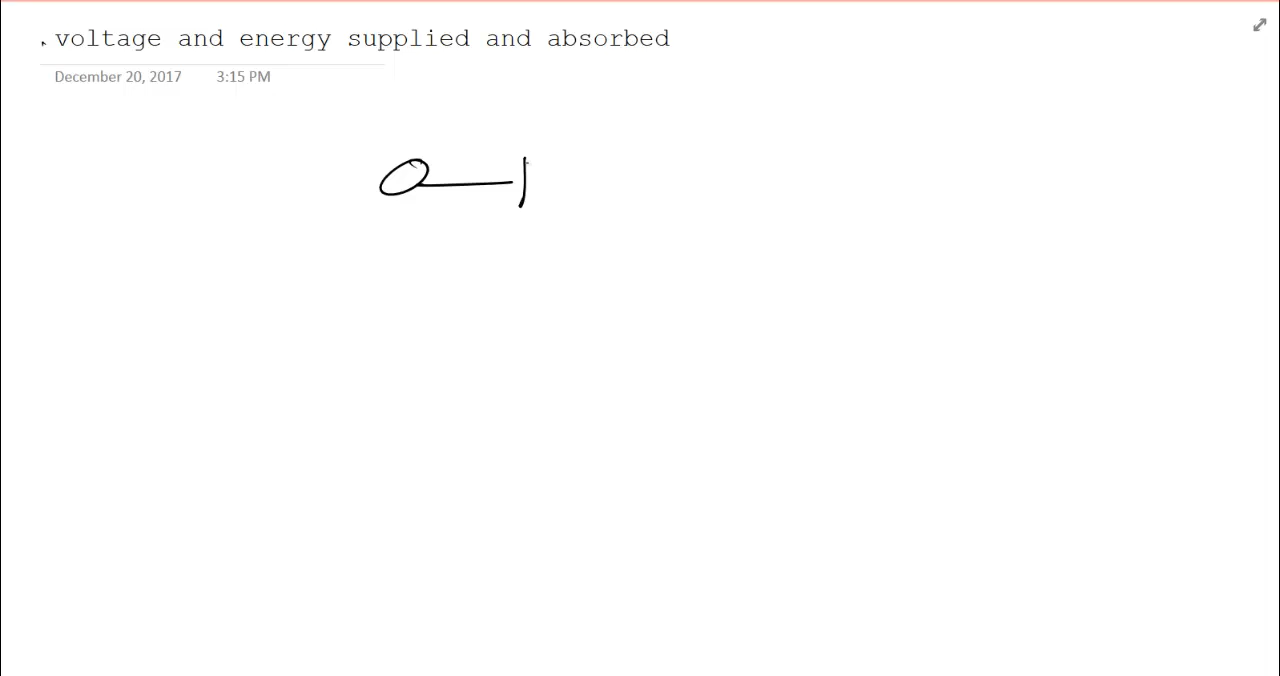 voltage and energy supplied and absorbed
December 20, 2017 3:15 PM